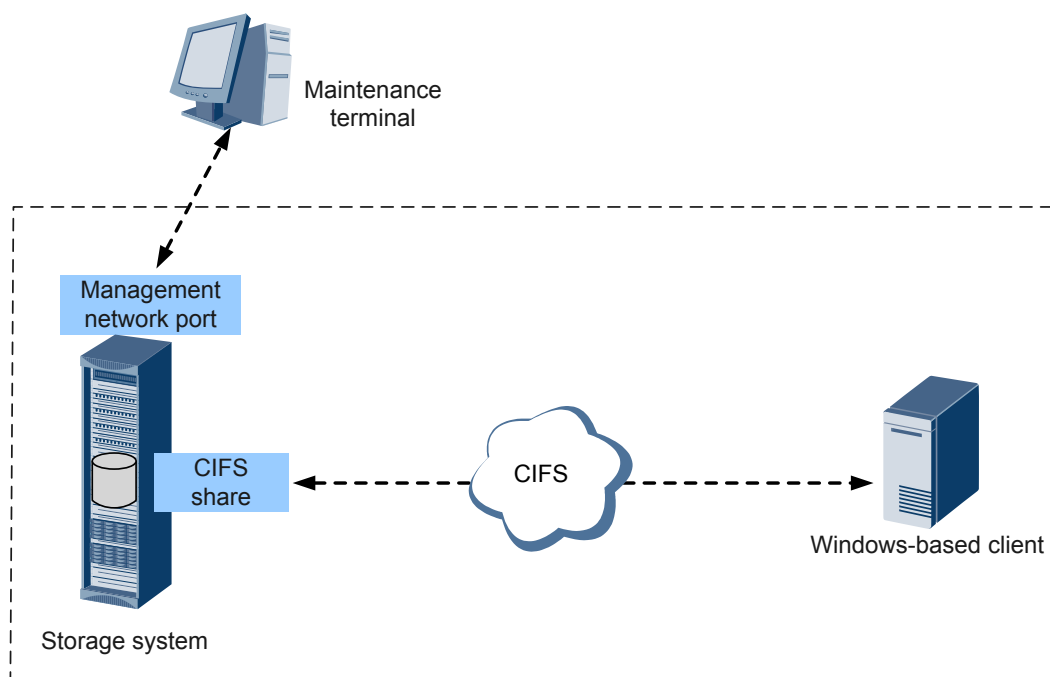 Maintenance
terminal
Management
network port
CIFS
share
CIFS
Windows-based client
Storage system